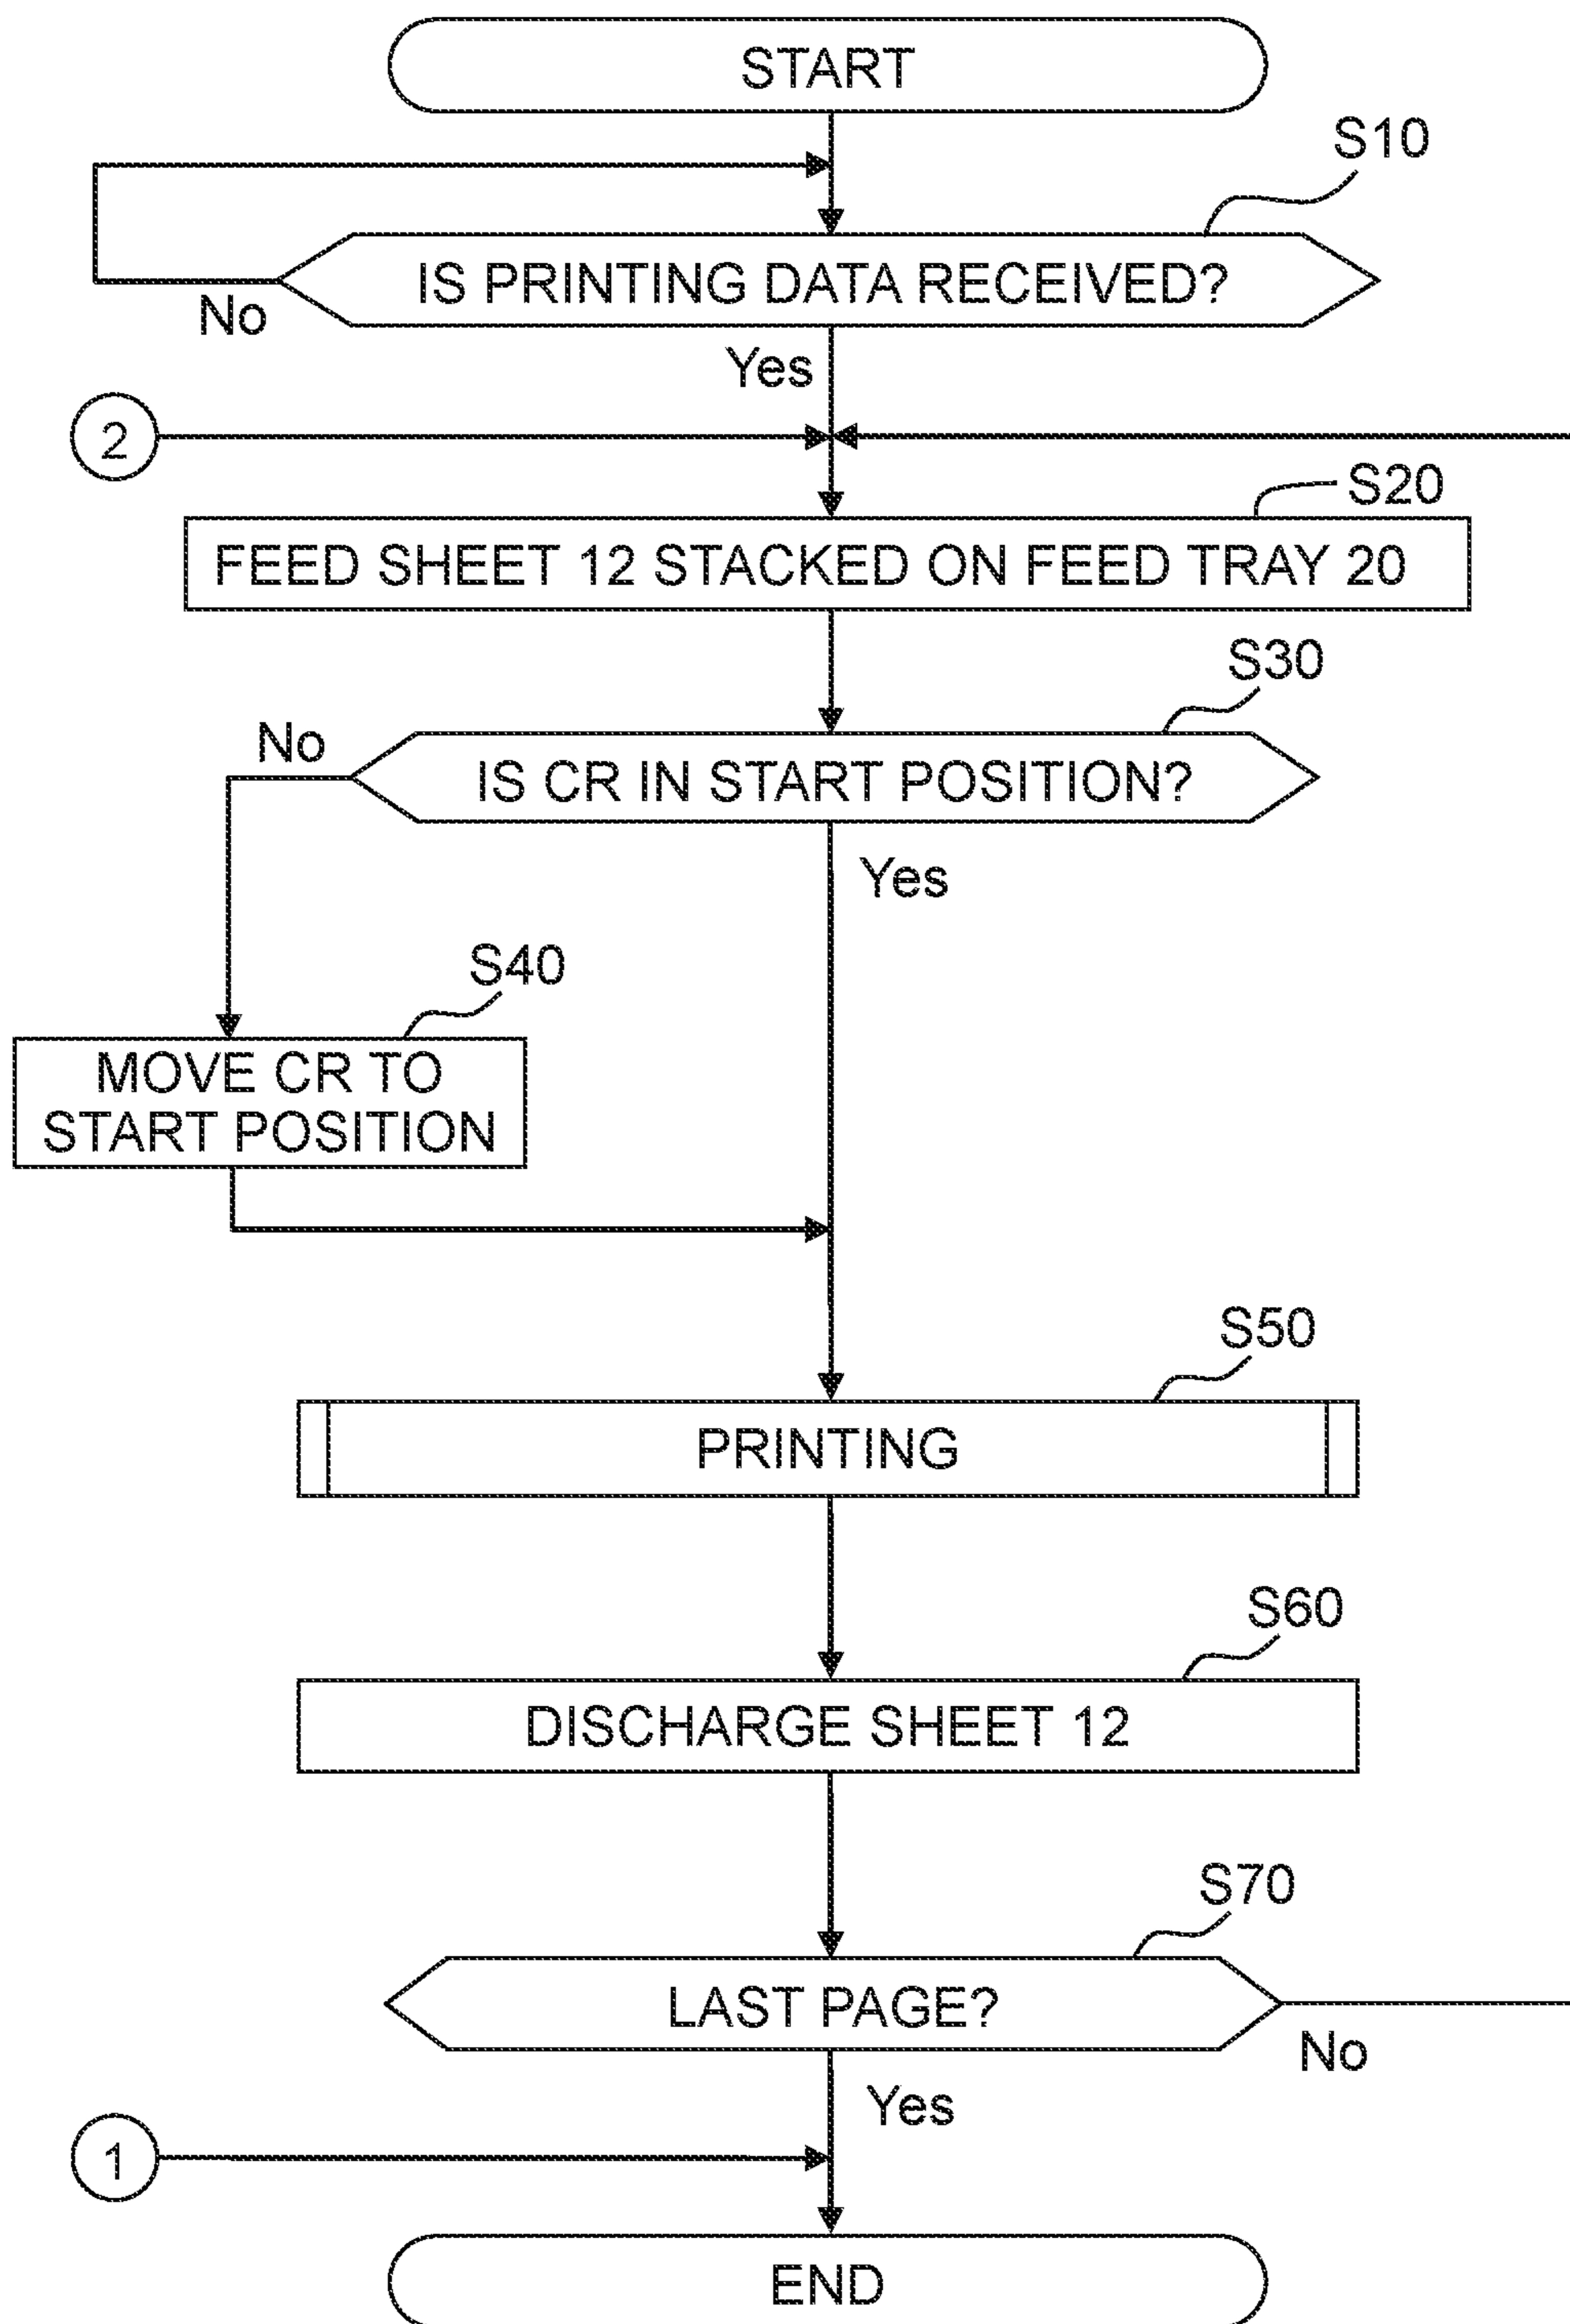 START
S10
IS PRINTING DATA RECEIVED?
No
Yes
2
S20
FEED SHEET 12 STACKED ON FEED TRAY 20
S30
No
IS CR IN START POSITION?
Yes
S40
MOVE CR TO
START POSITION
S50
PRINTING
S60
DISCHARGE SHEET 12
S70
LAST PAGE?
No
Yes
1
END